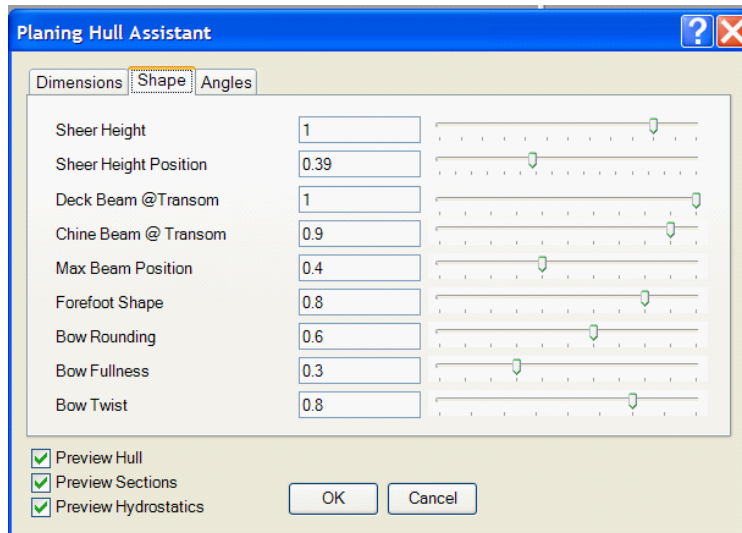 Planing Hull Assistant
?
Dimensions Shape Angles
Sheer Height 1
Sheer Height Position 0.39
Deck Beam @Transom 1
Chine Beam @ Transom 0.9
Max Beam Position 0.4
Forefoot Shape 0.8
Bow Rounding 0.6
Bow Fullness 0.3
Bow Twist 0.8
Preview Hull
Preview Sections
Preview Hydrostatics
OK Cancel